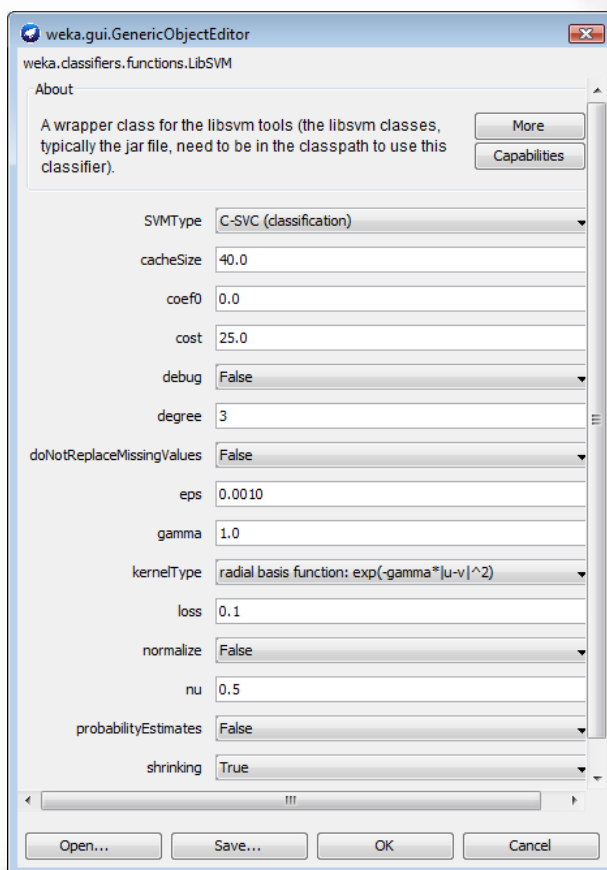 weka.gui.GenericObjectEditor
weka.classifiers.functions.LibSVM
About
A wrapper class for the libsvm tools (the libsvm classes,
typically the jar file, need to be in the classpath to use this
classifier).
More
Capabilities
SVMType C-SVC (classification)
cacheSize 40.0
coef0 0.0
cost 25.0
debug False
degree 3
doNotReplaceMissingValues False
eps 0.0010
gamma 1.0
kernelType radial basis function: exp(-gamma*|u-v|^2)
loss 0.1
normalize False
nu 0.5
probabilityEstimates False
shrinking True
Open... Save... OK Cancel